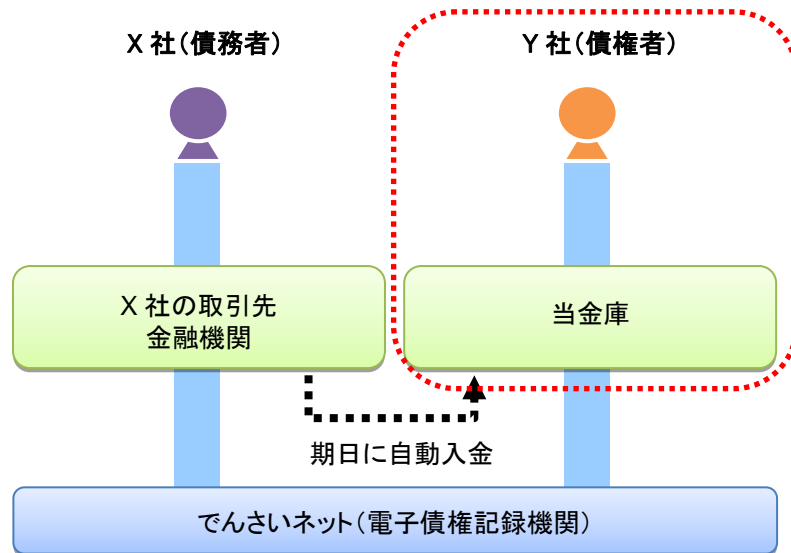 X 社(債務者)
Y 社(債権者)
X 社の取引先
金融機関
当金庫
期日に自動入金
でんさいネット(電子債権記録機関)